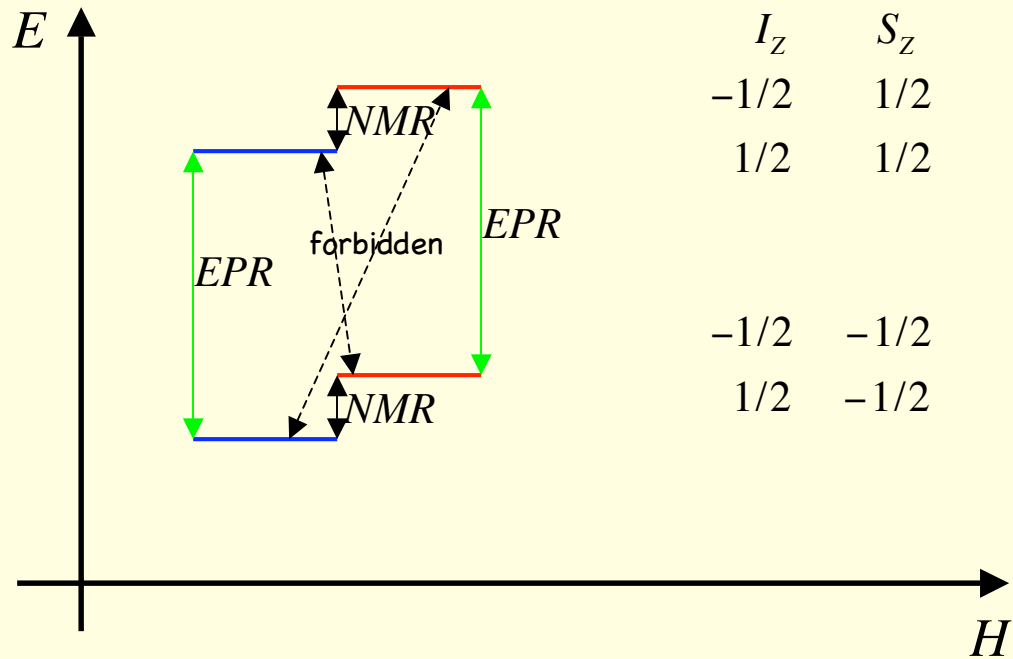 E
I_Z S_Z
−1/2 1/2
NMR
1/2 1/2
forbidden
EPR
EPR
−1/2 −1/2
1/2 −1/2
NMR
H